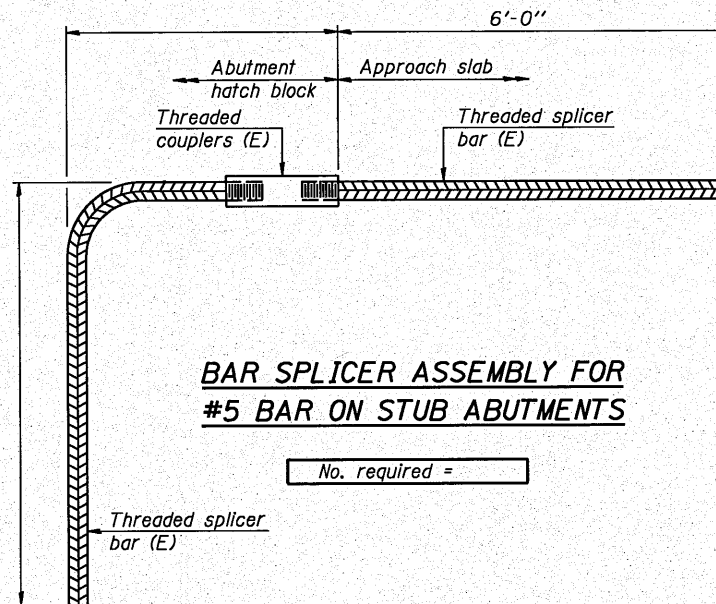 6'-0"
Abutment
hatch block
Approach slab
Threaded
couplers (E)
Threaded splicer
bar (E)
BAR SPLICER ASSEMBLY FOR
#5 BAR ON STUB ABUTMENTS
No. required =
Threaded splicer
bar (E)